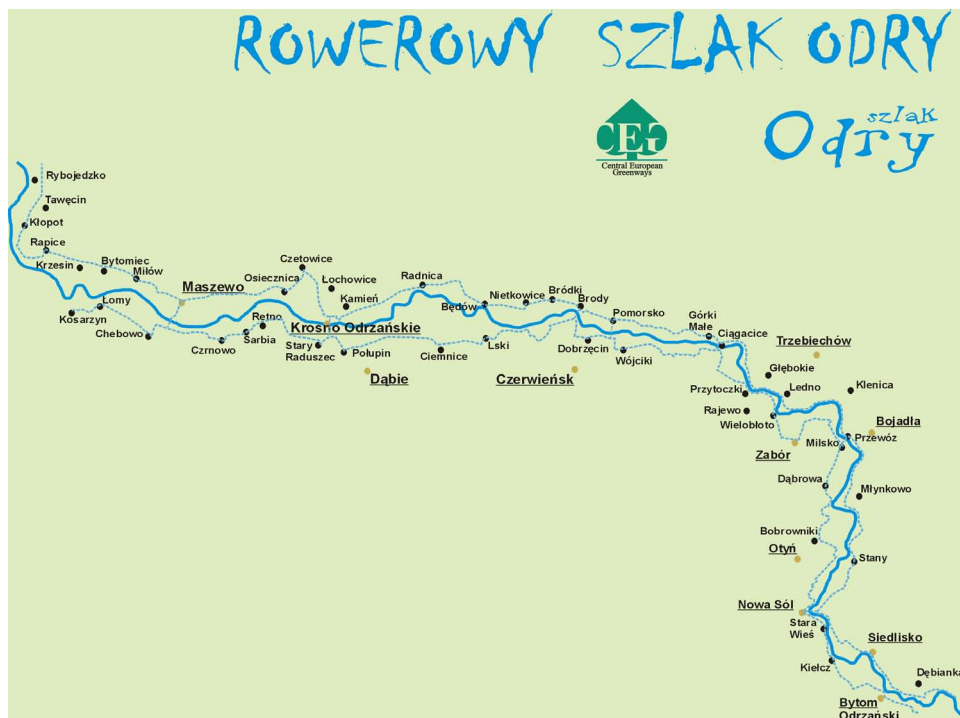 ROWEROWY SZLAK ODRY
szlak
Odry
CEG
Central European
Greenways
Rybojedzko
Tawęcin
Kłopot
Rapice
Krzesin
Bytomiec
Miłów
Maszewo
Osiecznica
Czetowice
Łochowice
Kamień
Radnica
Będów
Nietkowice
Bródki
Brody
Pomorsko
Górki
Małe
Ciągacice
Trzebiechów
Łomy
Kosarzyn
Chebowo
Czrnowo
Retno
Sarbia
Krosno Odrzańskie
Stary
Raduszec
Połupin
Dąbie
Ciemnice
Lski
Czerwieńsk
Dobrzęcin
Wójciki
Głębokie
Przytoczki
Ledno
Klenica
Rajewo
Wielobłoto
Bojadła
Zabór
Milsko
Przewóz
Dąbrowa
Młynkowo
Bobrowniki
Otyń
Stany
Nowa Sól
Stara
Wieś
Siedlisko
Kiełcz
Dębianka
Bytom
Odrzański